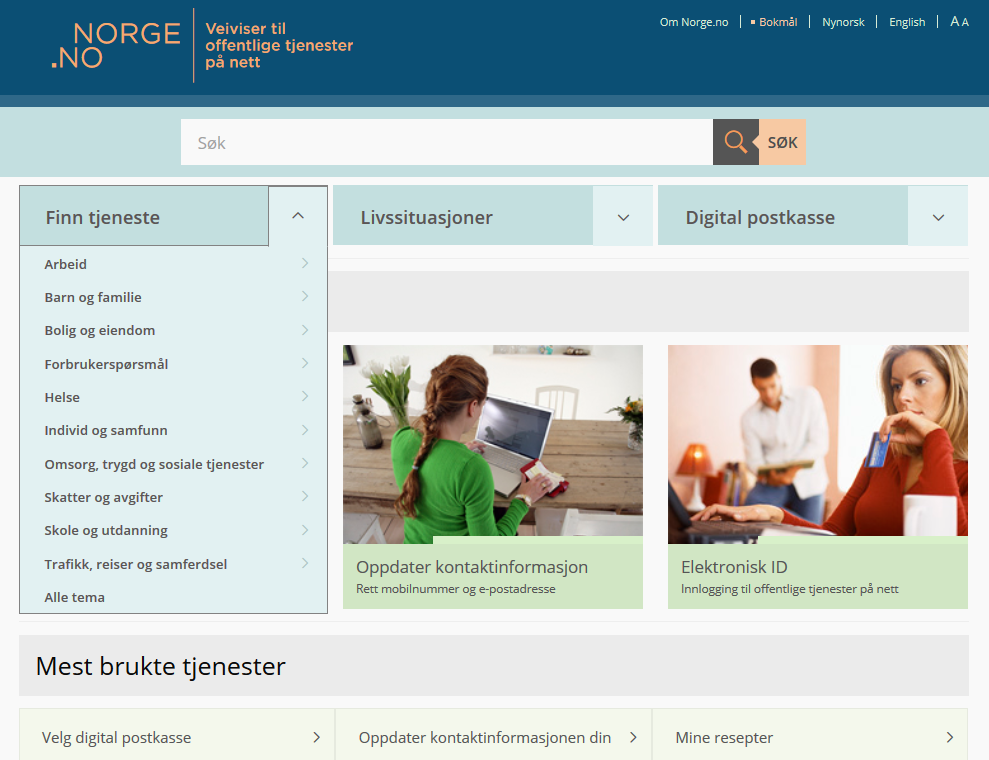 .NORGE
.NO
Veiviser til
offentlige tjenester
på nett
Om Norge.no
Bokmål
Nynorsk
English
A A
Søk
SØK
Finn tjeneste
Livssituasjoner
Digital postkasse
Arbeid
Barn og familie
Bolig og eiendom
Forbrukerspørsmål
Helse
Individ og samfunn
Omsorg, trygd og sosiale tjenester
Skatter og avgifter
Skole og utdanning
Trafikk, reiser og samferdsel
Alle tema
Oppdater kontaktinformasjon
Rett mobilnummer og e-postadresse
Elektronisk ID
Innlogging til offentlige tjenester på nett
Mest brukte tjenester
Velg digital postkasse
Oppdater kontaktinformasjonen din
Mine resepter